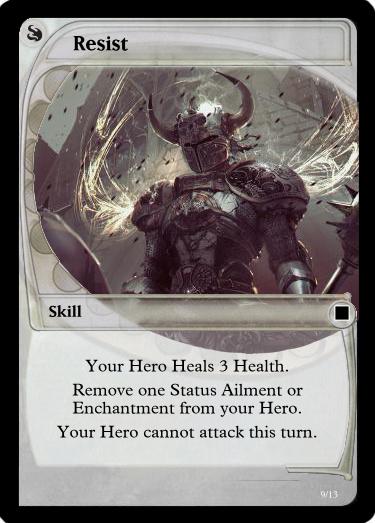 Resist
Skill
Your Hero Heals 3 Health.
Remove one Status Ailment or
Enchantment from your Hero.
Your Hero cannot attack this turn.
9/13